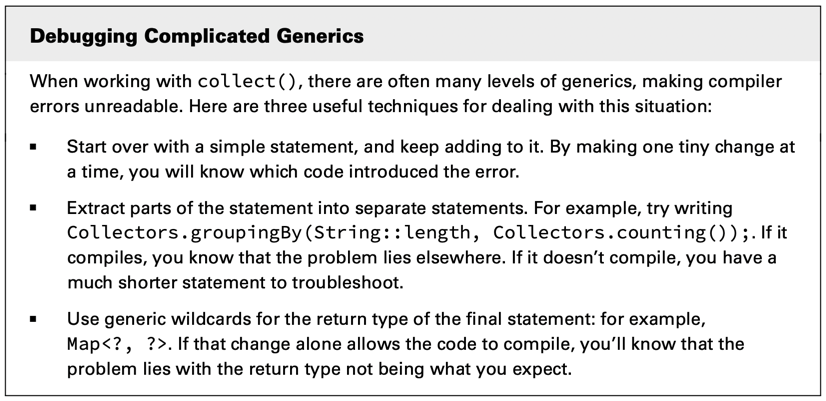 Debugging Complicated Generics
When working with collect(), there are often many levels of generics, making compiler
errors unreadable. Here are three useful techniques for dealing with this situation:
▪ Start over with a simple statement, and keep adding to it. By making one tiny change at
a time, you will know which code introduced the error.
▪ Extract parts of the statement into separate statements. For example, try writing
Collectors.groupingBy(String::length, Collectors.counting());. If it
compiles, you know that the problem lies elsewhere. If it doesn’t compile, you have a
much shorter statement to troubleshoot.
▪ Use generic wildcards for the return type of the final statement: for example,
Map<?, ?>. If that change alone allows the code to compile, you’ll know that the
problem lies with the return type not being what you expect.